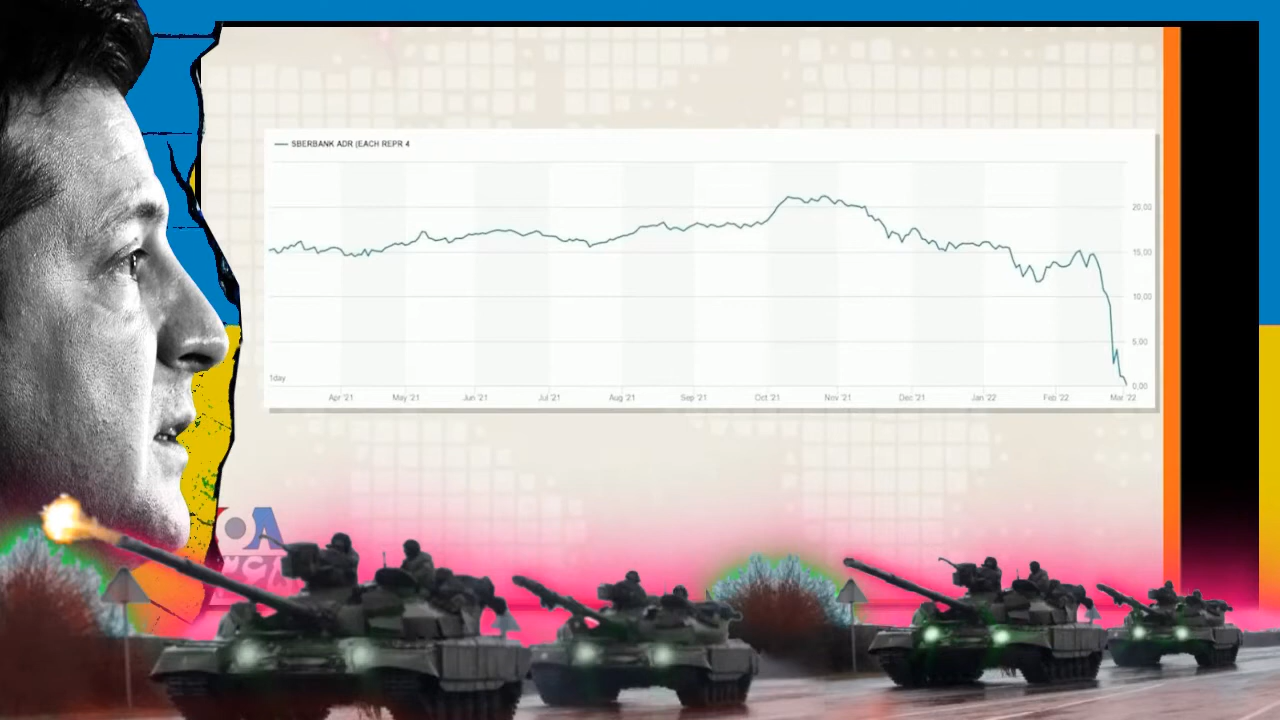 SBERBANK ADR (EACH REPR 4
20,00
15,00
10,00
5,00
0,00
1day
Apr '21
May '21
Jun '21
Jul '21
Aug '21
Sep '21
Oct '21
Nov '21
Dec '21
Jan '22
Feb '22
Mar '22